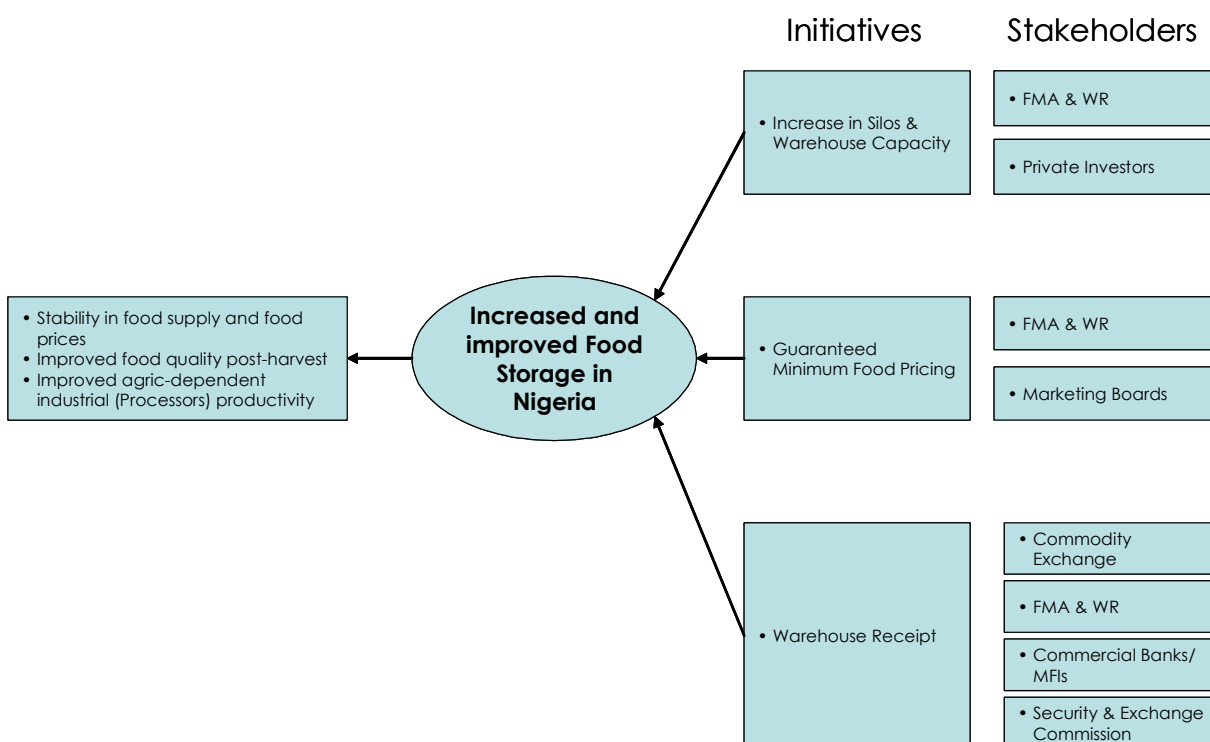 Initiatives
Stakeholders
• Increase in Silos &
Warehouse Capacity
• FMA & WR
• Private Investors
• Stability in food supply and food
prices
• Improved food quality post-harvest
• Improved agric-dependent
industrial (Processors) productivity
Increased and
improved Food
Storage in
Nigeria
• Guaranteed
Minimum Food Pricing
• FMA & WR
• Marketing Boards
• Warehouse Receipt
• Commodity
Exchange
• FMA & WR
• Commercial Banks/
MFIs
• Security & Exchange
Commission